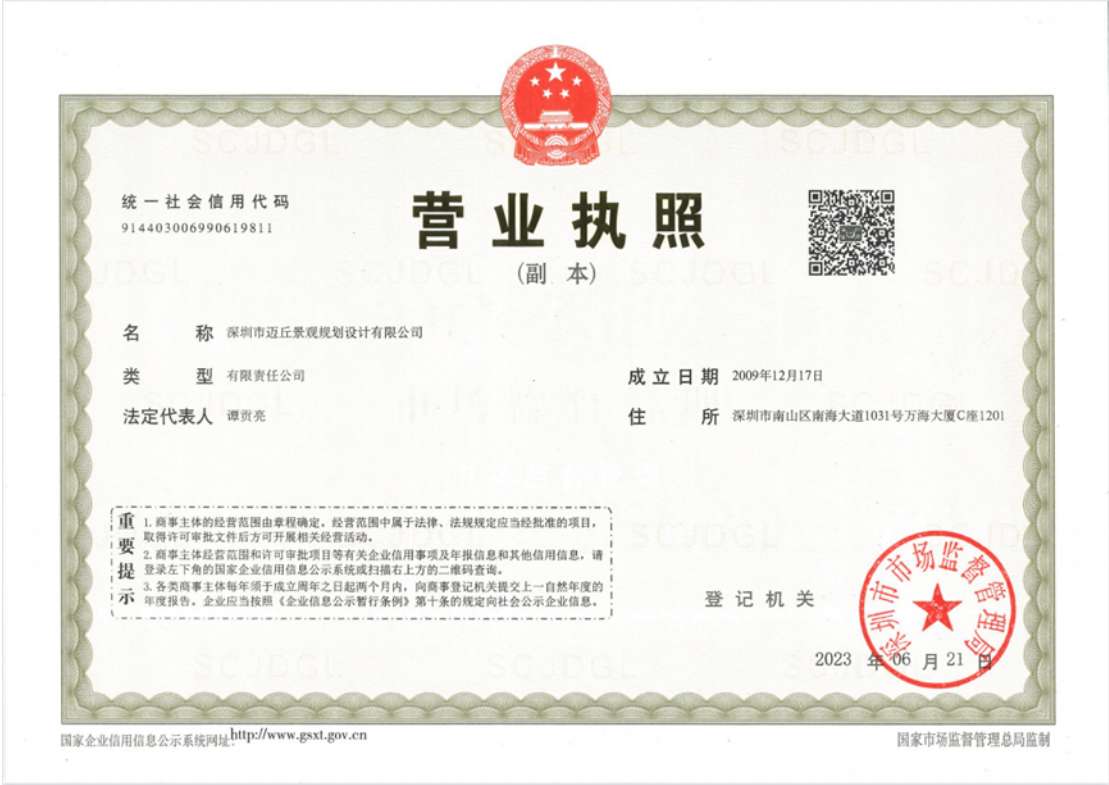 统一社会信用代码
914403006990619811
营业执照
(副 本)
名 称 深圳市迈丘景观规划设计有限公司
类 型 有限责任公司
成立日期 2009年12月17日
法定代表人 谭贡亮
住 所 深圳市南山区南海大道1031号万海大厦C座1201
重要提示
1. 商事主体的经营范围由章程确定。经营范围中属于法律、法规规定应当经批准的项目，
取得许可审批文件后方可开展相关经营活动。
2. 商事主体经营范围和许可审批项目等有关企业信用事项及年报信息和其他信用信息，请
登录左下角的国家企业信用信息公示系统或扫描右上方的二维码查询。
3. 各类商事主体每年须于成立周年之日起两个月内，向商事登记机关提交上一自然年度的
年度报告。企业应当按照《企业信息公示暂行条例》第十条的规定向社会公示企业信息。
登记机关
深圳市市场监督管理局
2023 年 06 月 21 日
国家企业信用信息公示系统网址:http://www.gsxt.gov.cn
国家市场监督管理总局监制
SCJDGL